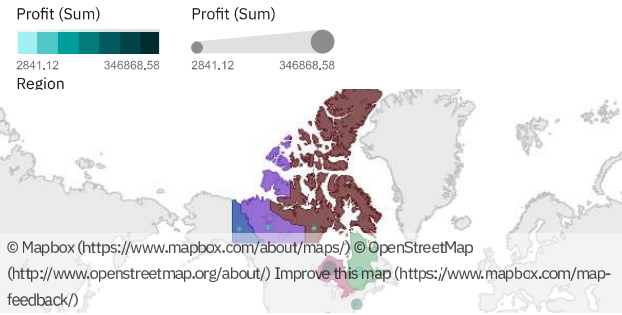 Profit (Sum)
2841.12 346868.58
Region
Profit (Sum)
2841.12 346868.58
© Mapbox (https://www.mapbox.com/about/maps/) © OpenStreetMap
(http://www.openstreetmap.org/about/) Improve this map (https://www.mapbox.com/map-
feedback/)